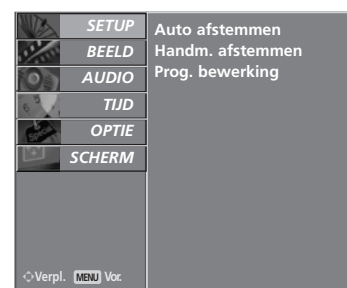 SETUP
BEELD
AUDIO
TIJD
OPTIE
SCHERM
Auto afstemmen
Handm. afstemmen
Prog. bewerking
Verpl. MENU Vor.